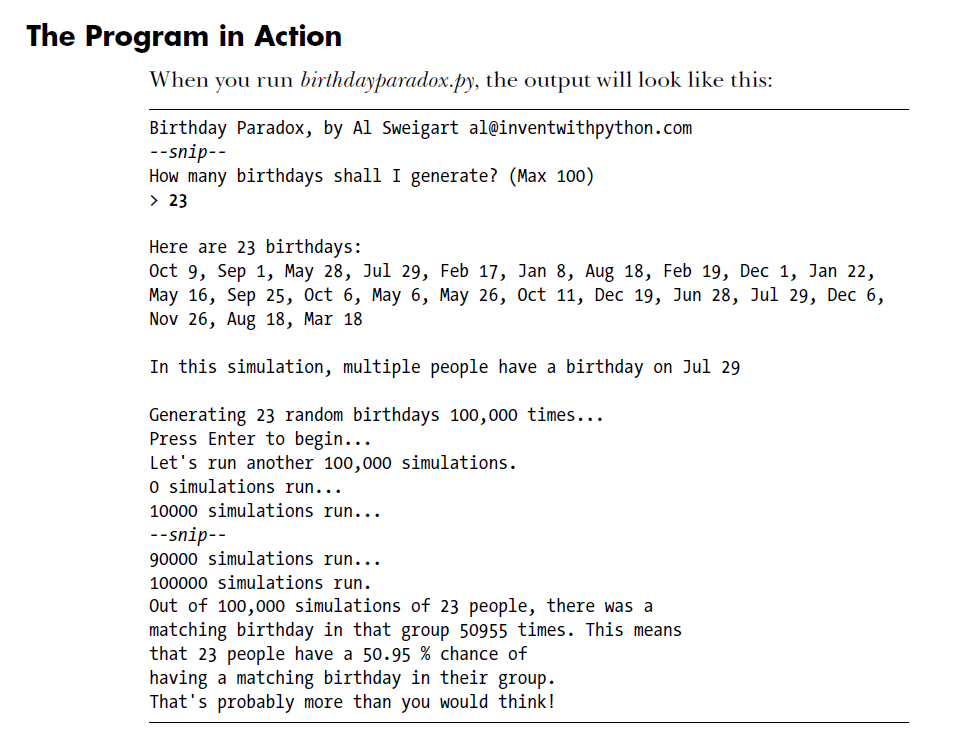 The Program in Action
When you run birthdayparadox.py, the output will look like this:
Birthday Paradox, by Al Sweigart al@inventwithpython.com
--snip--
How many birthdays shall I generate? (Max 100)
> 23
Here are 23 birthdays:
Oct 9, Sep 1, May 28, Jul 29, Feb 17, Jan 8, Aug 18, Feb 19, Dec 1, Jan 22,
May 16, Sep 25, Oct 6, May 6, May 26, Oct 11, Dec 19, Jun 28, Jul 29, Dec 6,
Nov 26, Aug 18, Mar 18
In this simulation, multiple people have a birthday on Jul 29
Generating 23 random birthdays 100,000 times...
Press Enter to begin...
Let's run another 100,000 simulations.
0 simulations run...
10000 simulations run...
--snip--
90000 simulations run...
100000 simulations run.
Out of 100,000 simulations of 23 people, there was a
matching birthday in that group 50955 times. This means
that 23 people have a 50.95 % chance of
having a matching birthday in their group.
That's probably more than you would think!